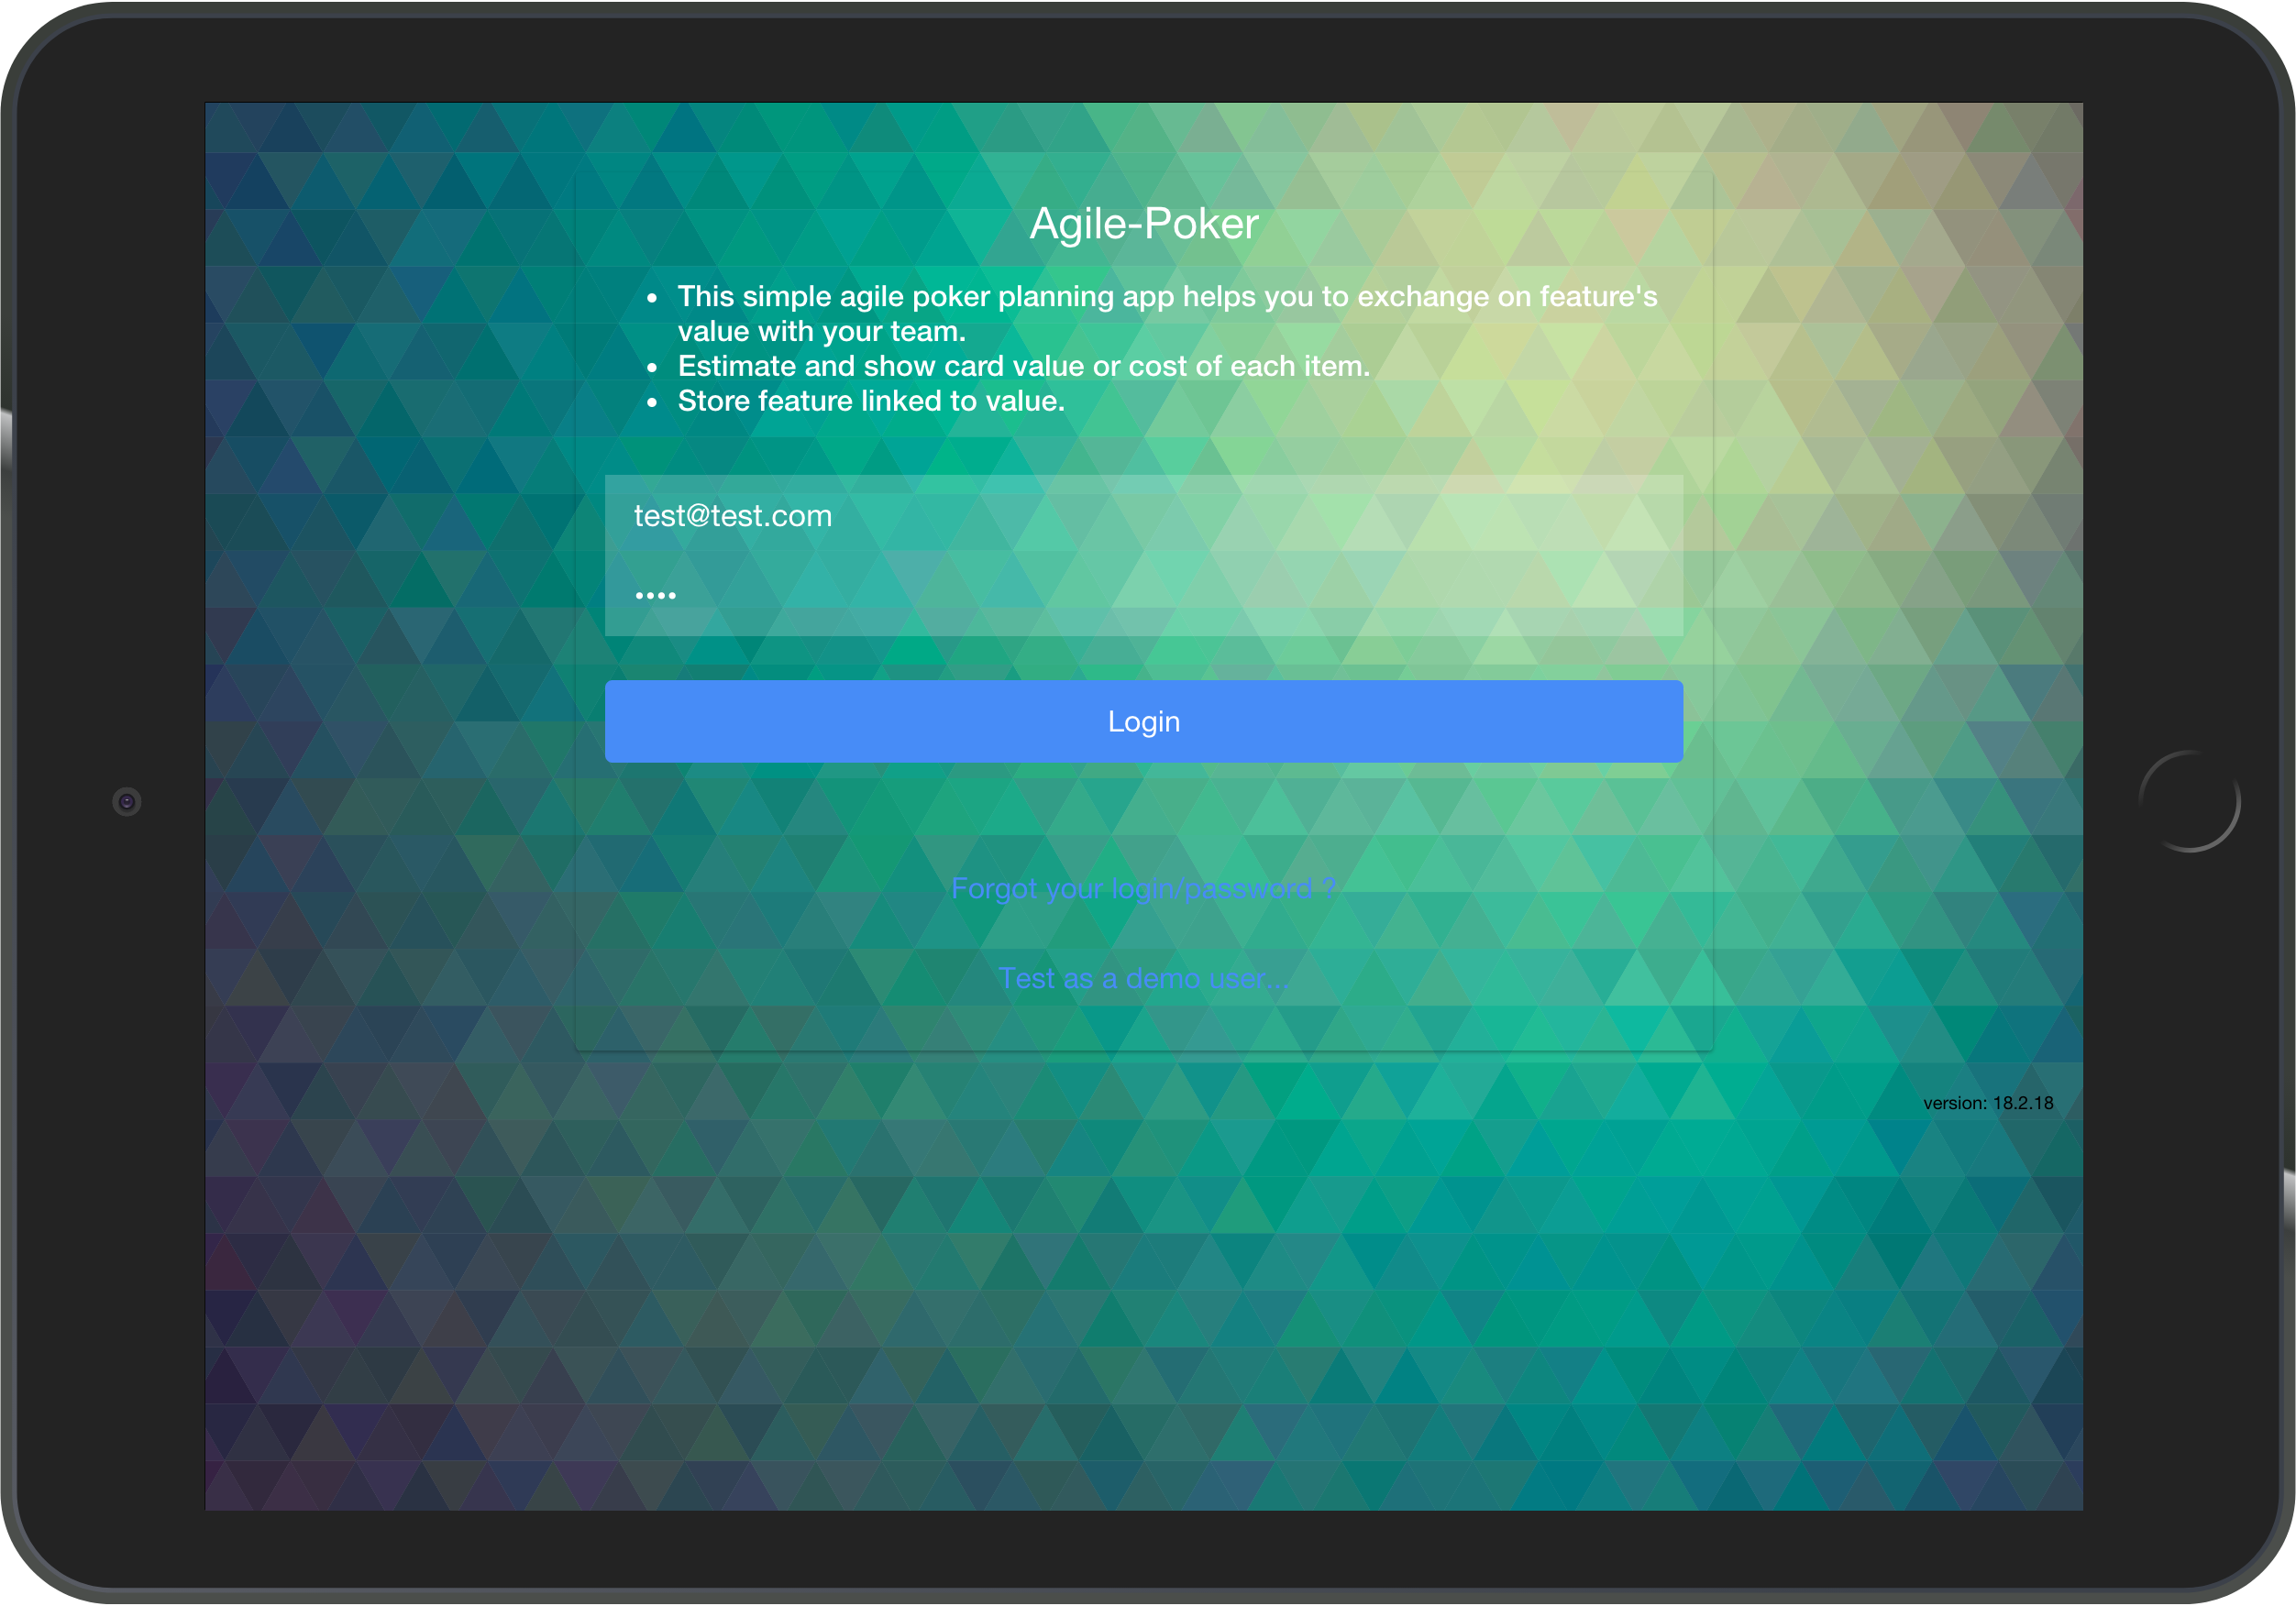 Agile-Poker
• This simple agile poker planning app helps you to exchange on feature's
value with your team.
• Estimate and show card value or cost of each item.
• Store feature linked to value.
test@test.com
••••
Login
Forgot your login/password ?
Test as a demo user...
version: 18.2.18